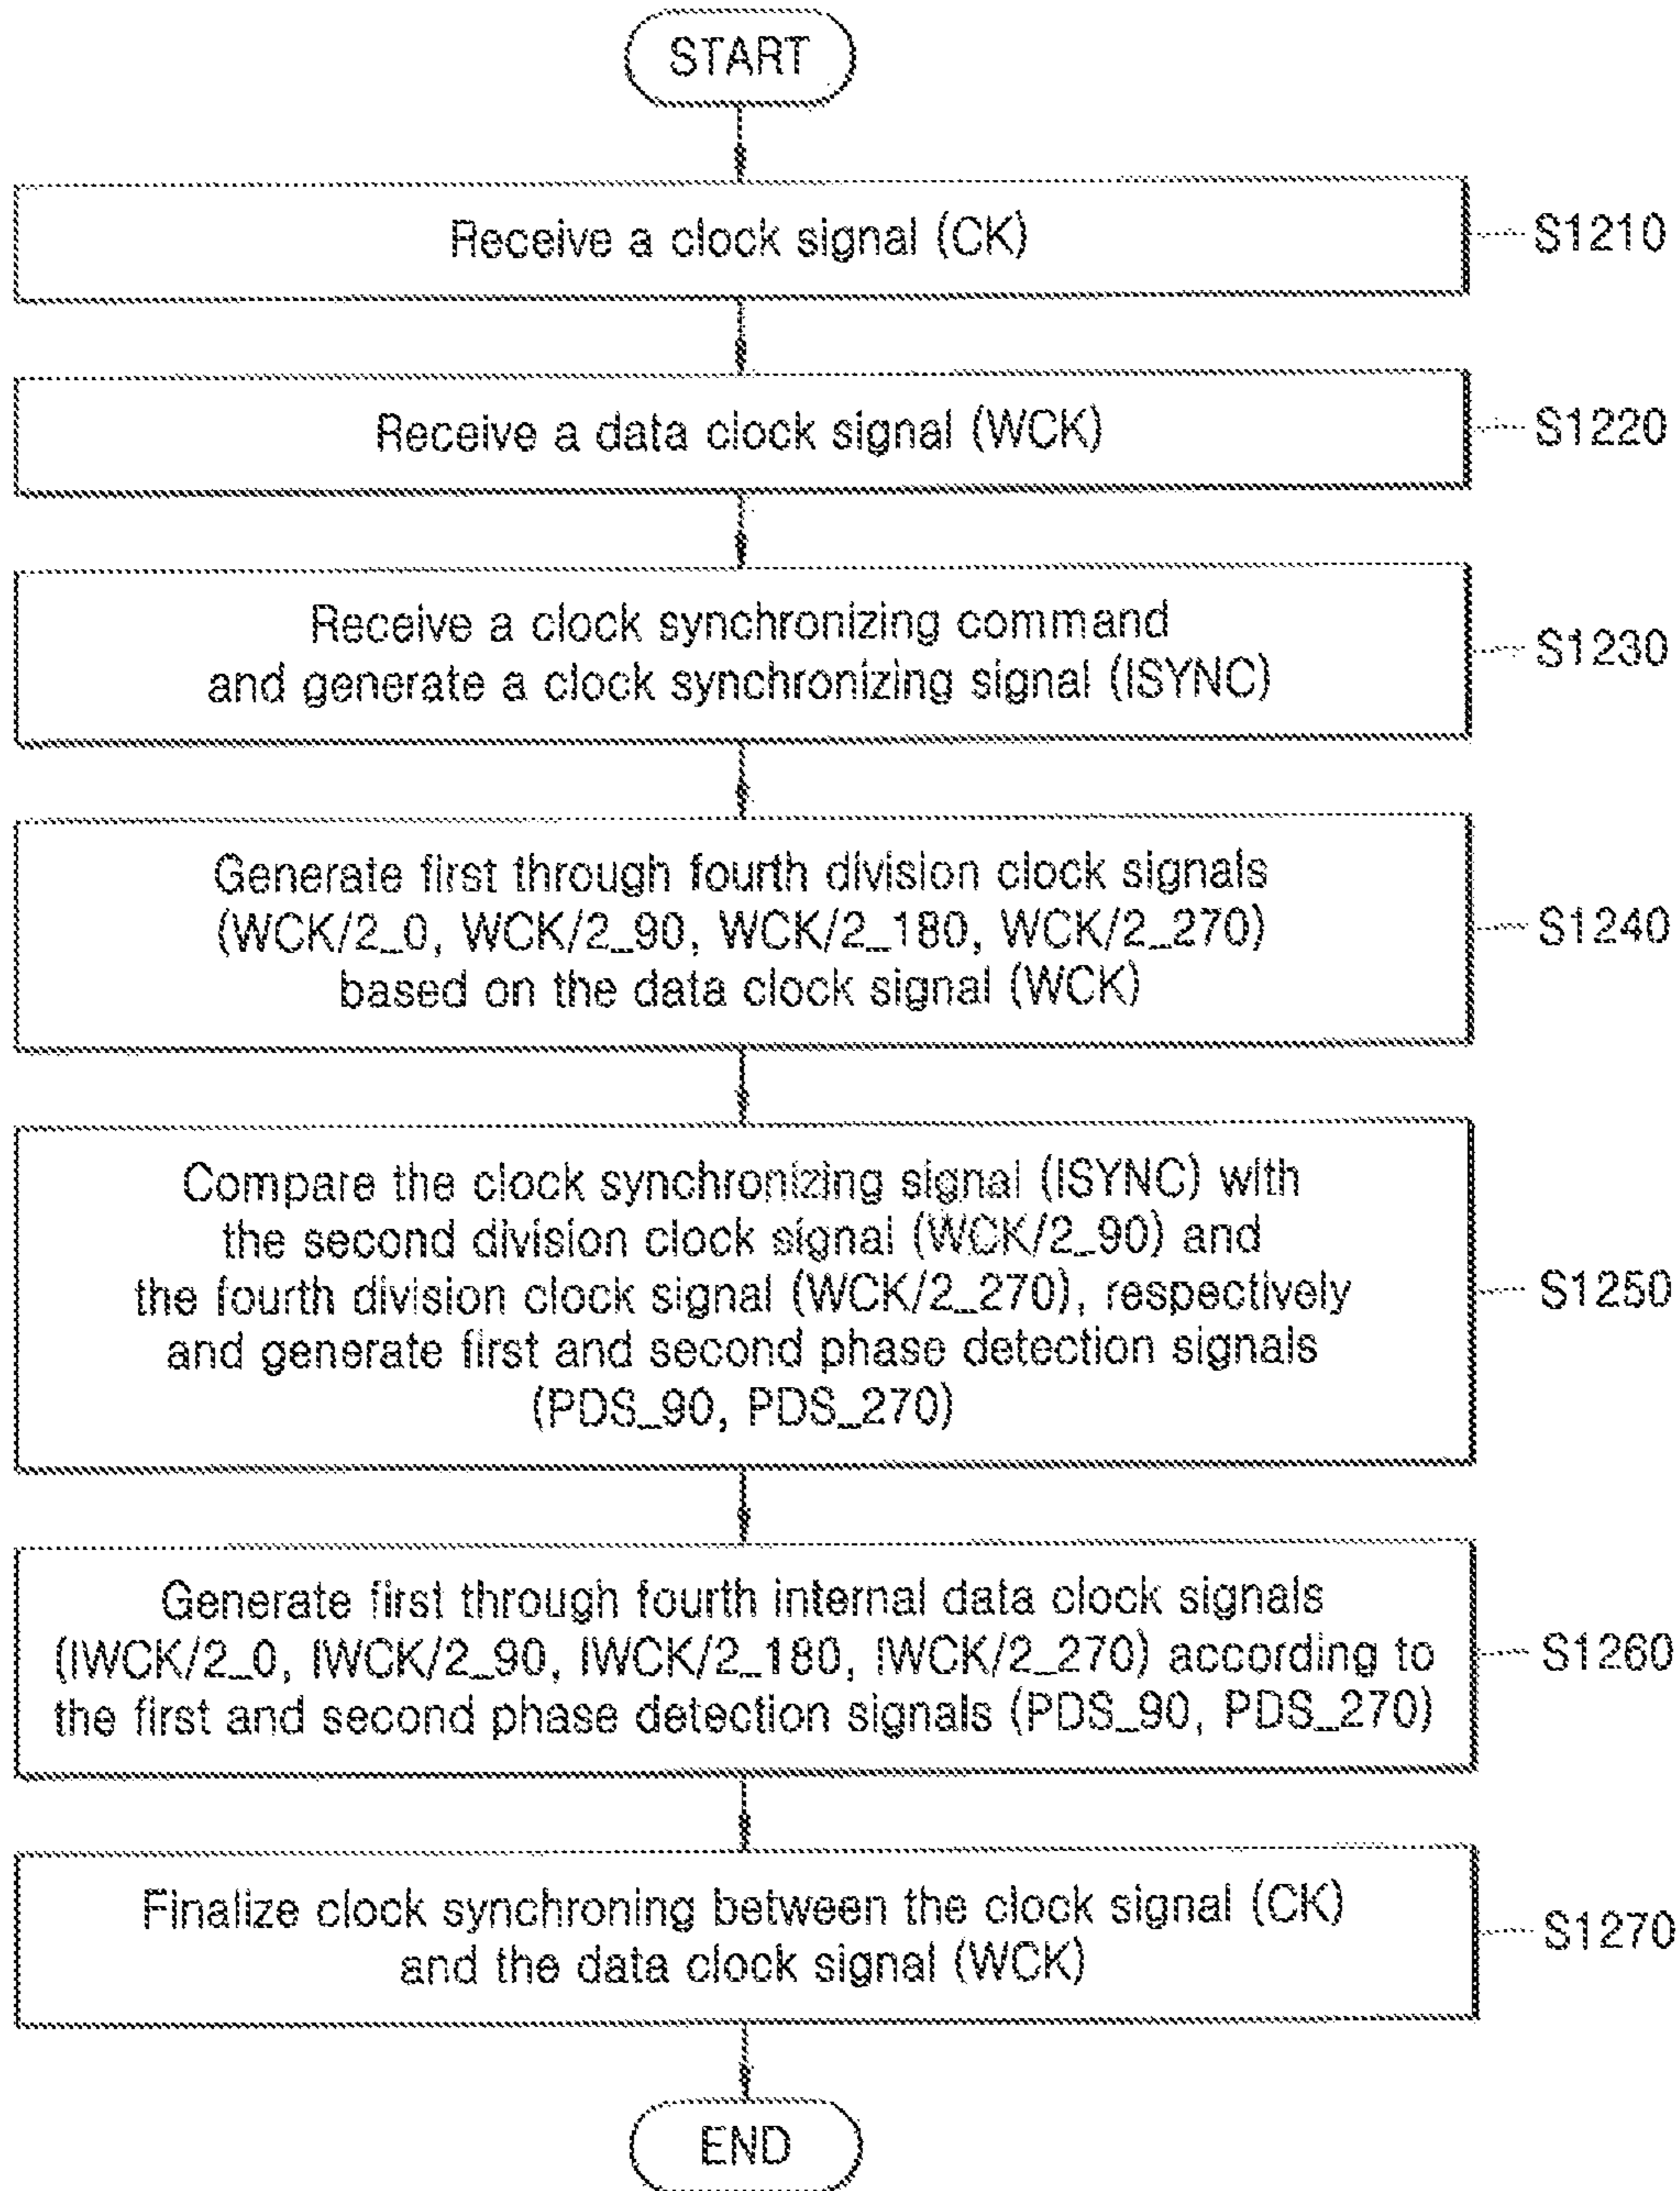 START
Receive a clock signal (CK)
S1210
Receive a data clock signal (WCK)
S1220
Receive a clock synchronizing command
and generate a clock synchronizing signal (ISYNC)
S1230
Generate first through fourth division clock signals
(WCK/2_0, WCK/2_90, WCK/2_180, WCK/2_270)
based on the data clock signal (WCK)
S1240
Compare the clock synchronizing signal (ISYNC) with
the second division clock signal (WCK/2_90) and
the fourth division clock signal (WCK/2_270), respectively
and generate first and second phase detection signals
(PDS_90, PDS_270)
S1250
Generate first through fourth internal data clock signals
(IWCK/2_0, IWCK/2_90, IWCK/2_180, IWCK/2_270) according to
the first and second phase detection signals (PDS_90, PDS_270)
S1260
Finalize clock synchroning between the clock signal (CK)
and the data clock signal (WCK)
S1270
END